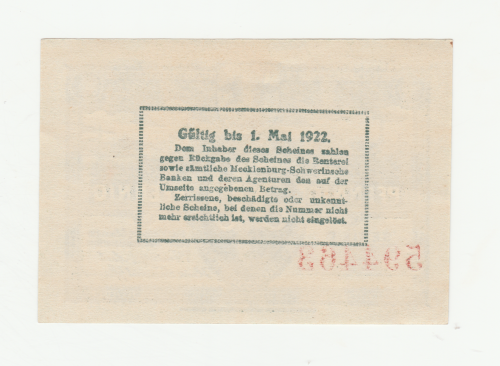 Gültig bis 1. Mai 1922.
Dem Inhaber dieses Scheines zahlen
gegen Rückgabe des Scheines die Renterei
sowie sämtliche Mecklenburg-Schwerinsche
Banken und deren Agenturen den auf der
Umseite angegebenen Betrag.
Zerrissene, beschädigte oder unkennt-
liche Scheine, bei denen die Nummer nicht
mehr ersichtlich ist, werden nicht eingelöst.
594469